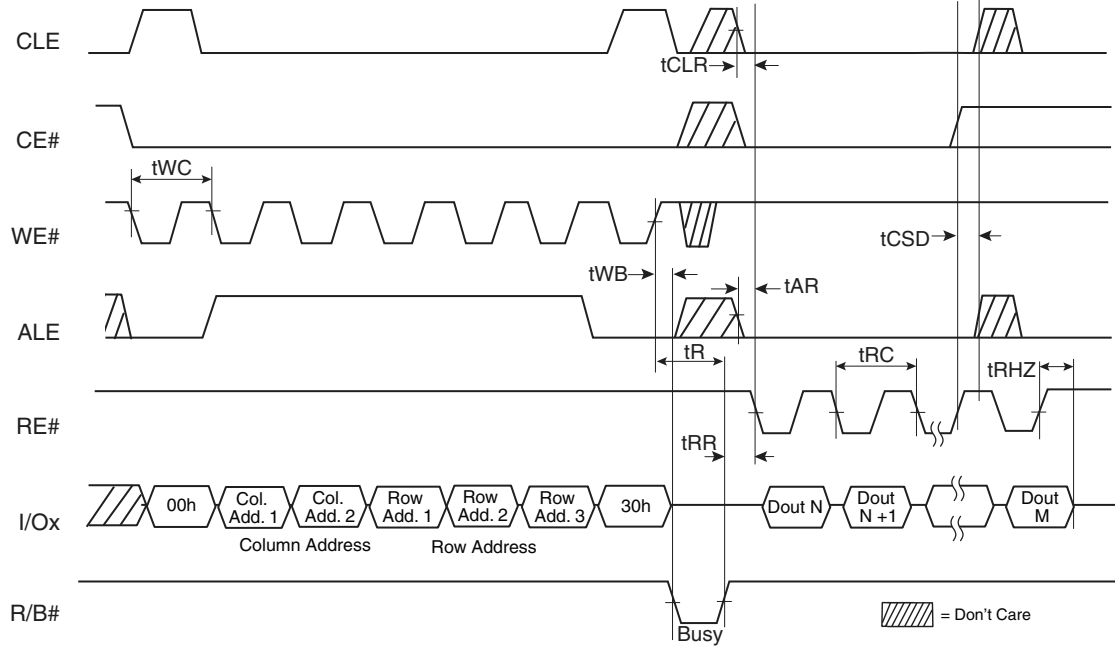 CLE
tCLR
CE#
tWC
WE#
tCSD
tWB
tAR
ALE
tR
tRC
tRHZ
RE#
tRR
I/Ox
00h
Col.
Add. 1
Col.
Add. 2
Row
Add. 1
Row
Add. 2
Row
Add. 3
30h
Dout N
Dout
N +1
Dout
M
Column Address
Row Address
R/B#
Busy
= Don't Care